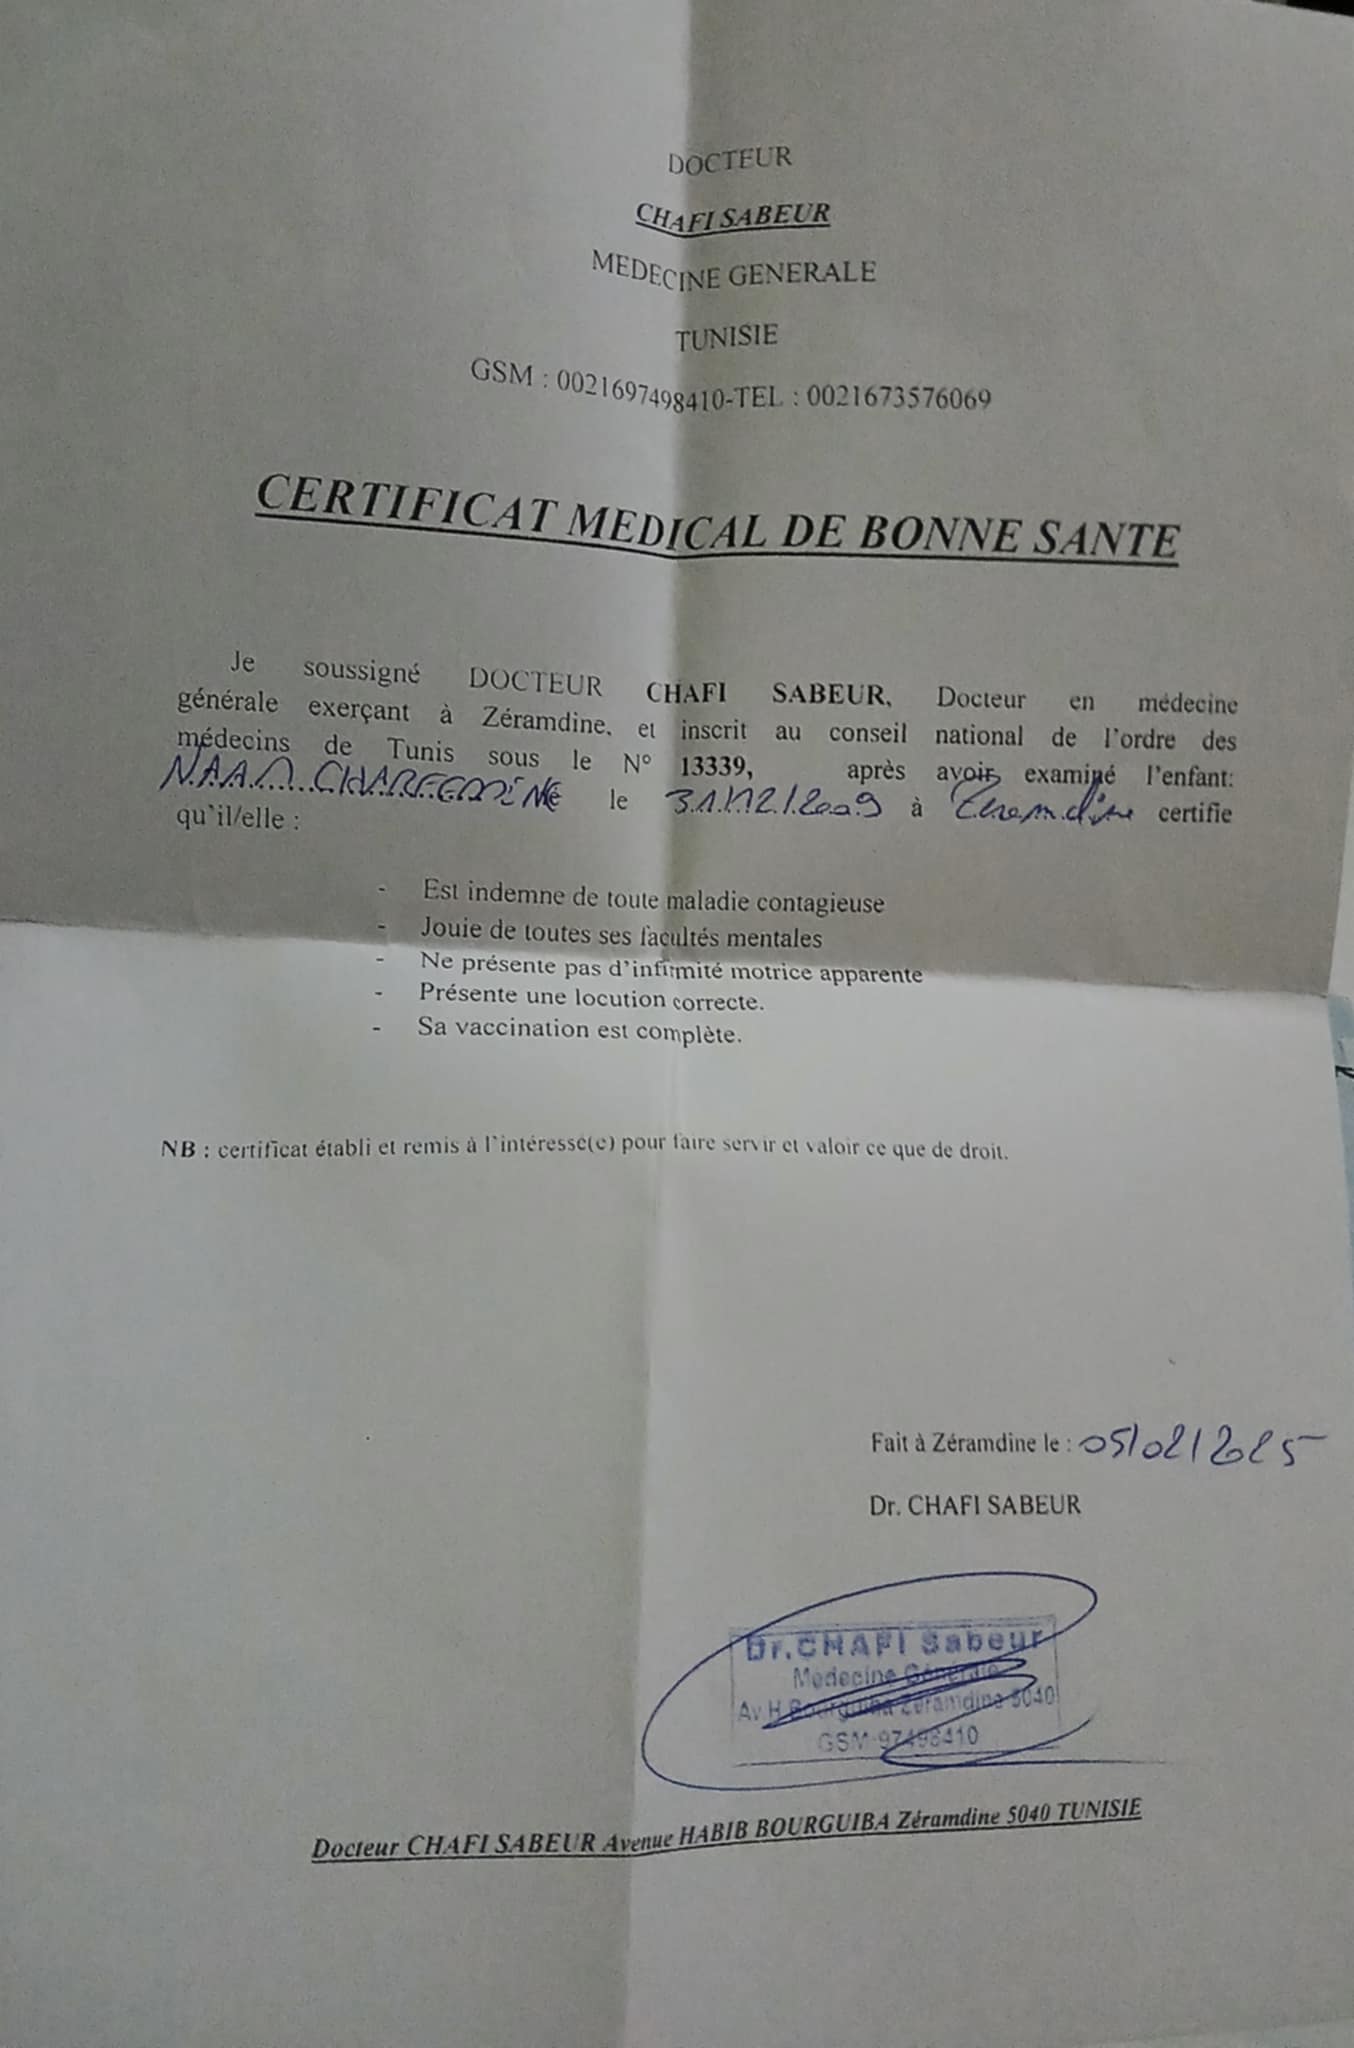 DOCTEUR
CHAFI SABEUR
MEDECINE GENERALE
TUNISIE
GSM : 0021697498410-TEL : 0021673576069
CERTIFICAT MEDICAL DE BONNE SANTE
Je soussigné DOCTEUR CHAFI SABEUR, Docteur en médecine
générale exerçant à Zéramdine, et inscrit au conseil national de l'ordre des
médecins de Tunis sous le N° 13339, après avoir examiné l'enfant:
CHAREDDINE Né le 31/12/2009 à Zeramdine certifie
qu'il/elle :
- Est indemne de toute maladie contagieuse
- Jouie de toutes ses facultés mentales
- Ne présente pas d'infirmité motrice apparente
- Présente une locution correcte.
- Sa vaccination est complète.
NB : certificat établi et remis à l'intéressé(e) pour faire servir et valoir ce que de droit.
Fait à Zéramdine le : 05/02/2025
Dr. CHAFI SABEUR
Dr. CHAFI Sabeur
Medecine Générale
Av. H. Bourguiba Zéramdine 5040
GSM 97498410
Docteur CHAFI SABEUR Avenue HABIB BOURGUIBA Zéramdine 5040 TUNISIE